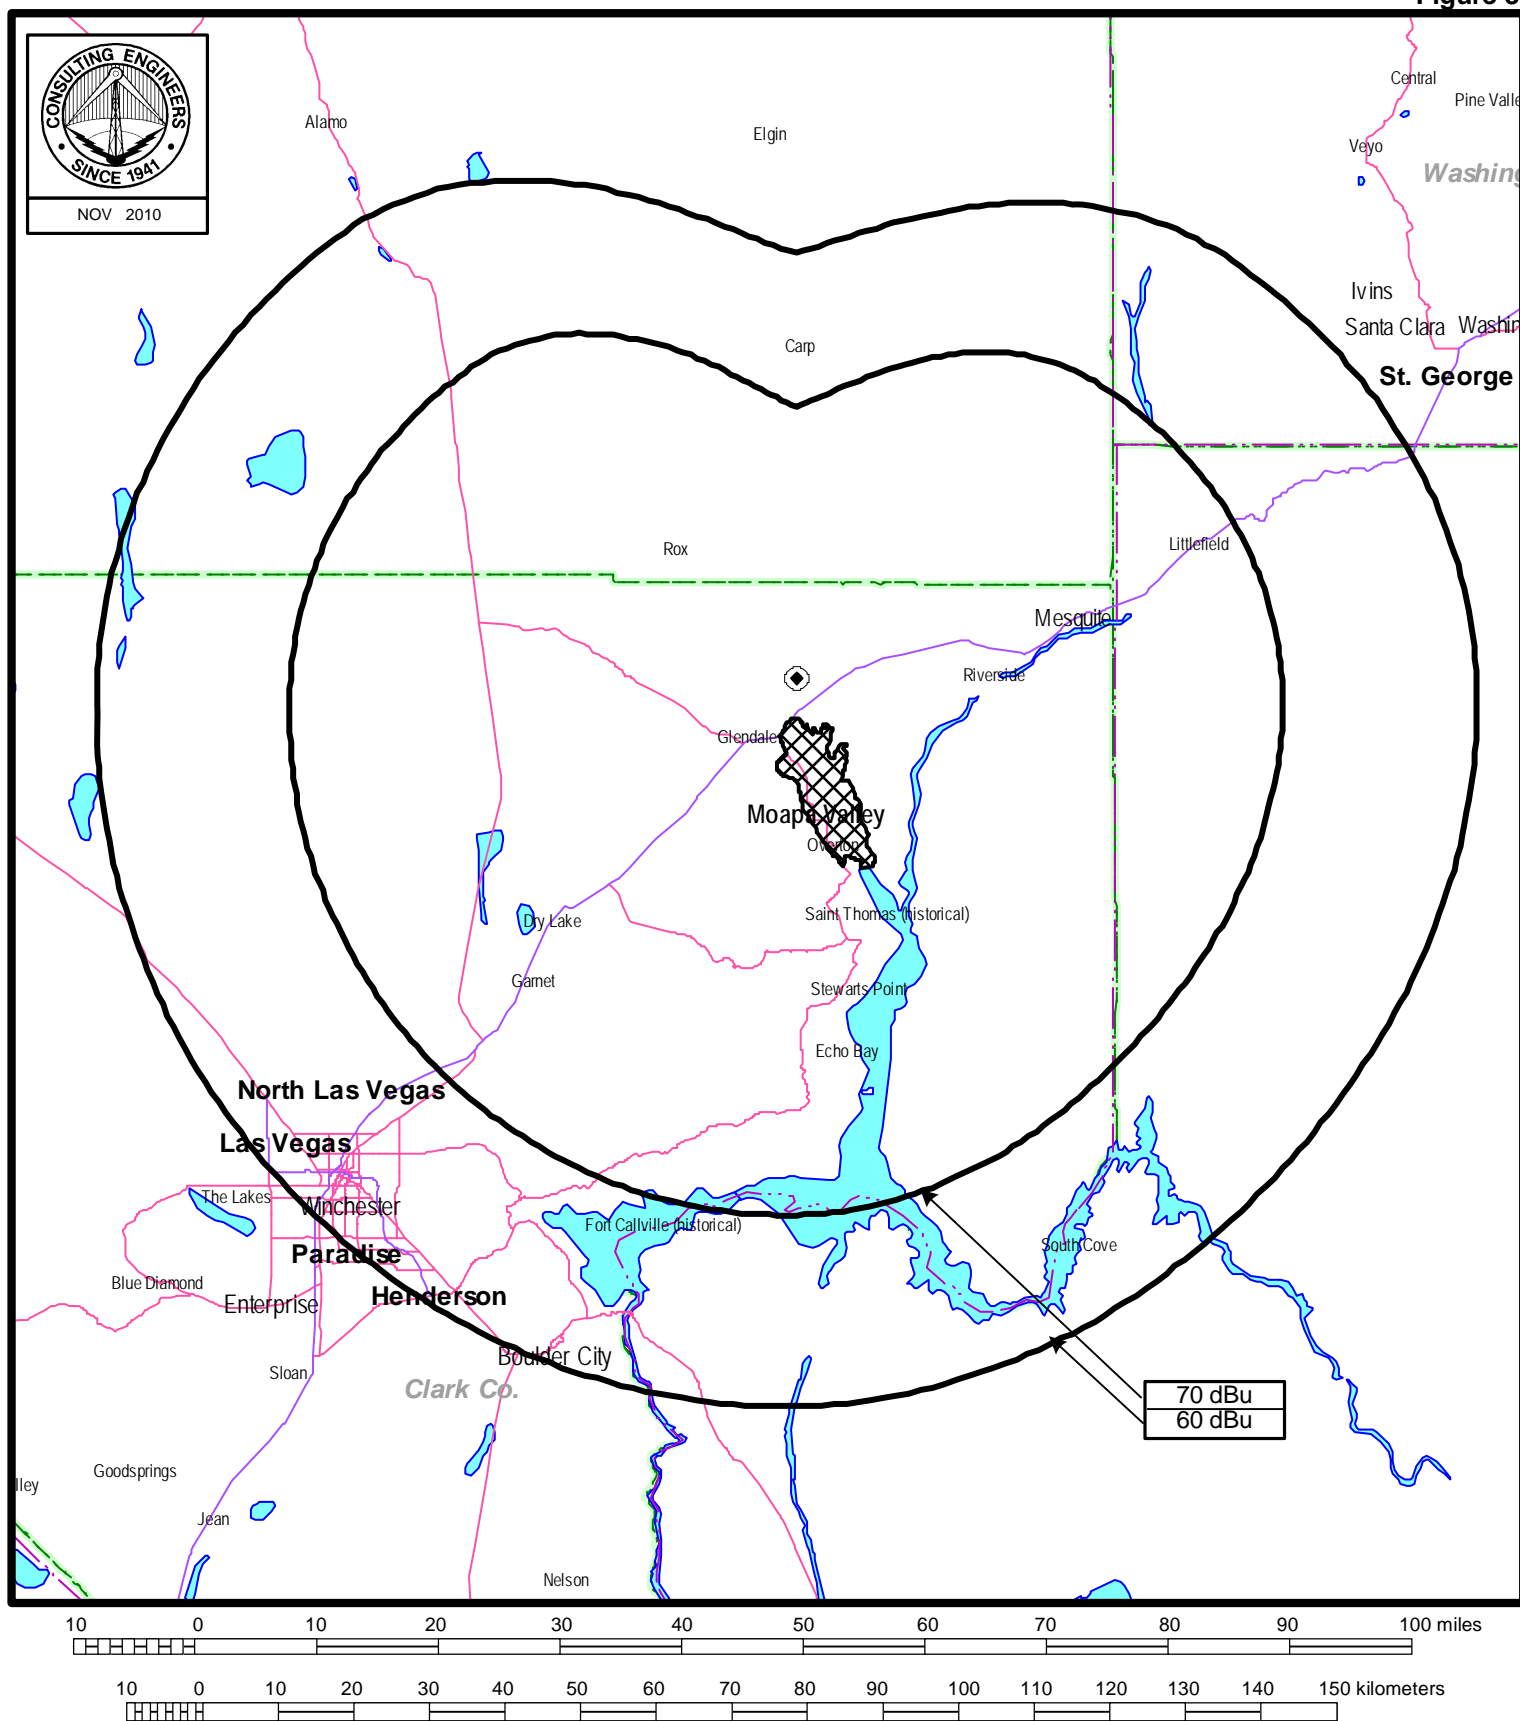 CONSULTING ENGINEERS
• SINCE 1941 •
NOV 2010
Central
Pine Valle
Alamo
Elgin
Veyo
Washing
Ivins
Carp
Santa Clara
Washin
St. George
Rox
Littlefield
Mesquite
Riverside
Glendale
Moapa Valley
Overton
Saint Thomas (historical)
Dry Lake
Garnet
Stewarts Point
Echo Bay
North Las Vegas
Las Vegas
The Lakes
Winchester
Fort Callville (historical)
South Cove
Paradise
Blue Diamond
Henderson
Enterprise
Boulder City
Sloan
Clark Co.
70 dBu
60 dBu
Goodsprings
lley
Jean
Nelson
10 0 10 20 30 40 50 60 70 80 90 100 miles
10 0 10 20 30 40 50 60 70 80 90 100 110 120 130 140 150 kilometers